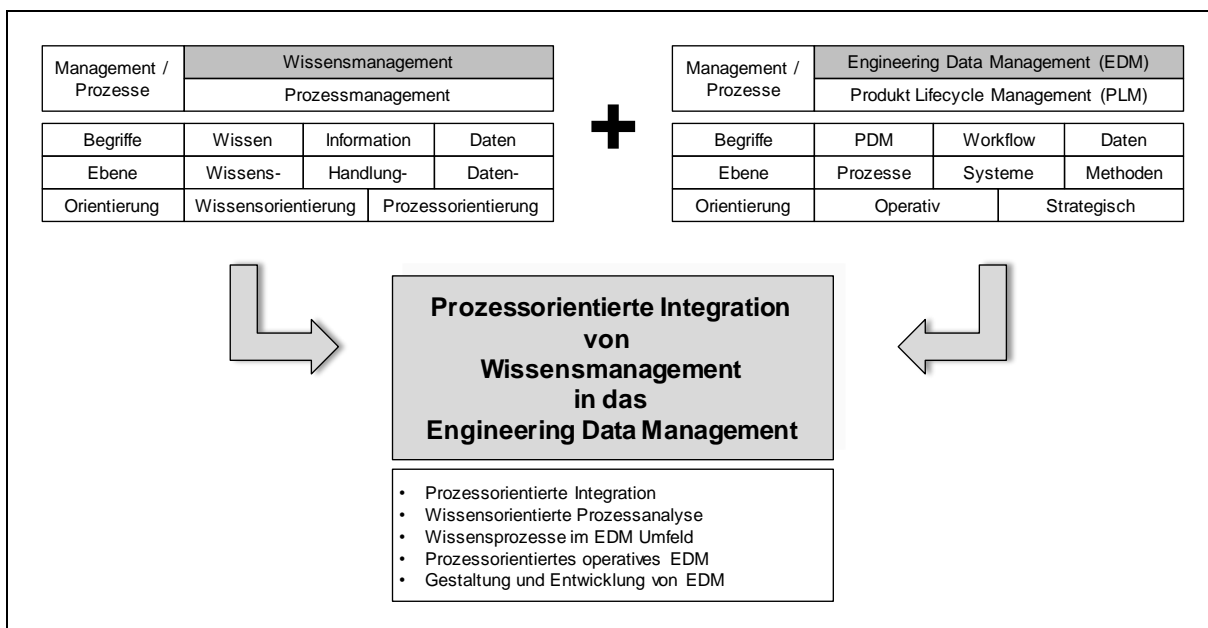 Management /
Prozesse
Wissensmanagement
Prozessmanagement
Begriffe Wissen Information Daten
Ebene Wissens- Handlung- Daten-
Orientierung Wissensorientierung Prozessorientierung
+
Management /
Prozesse
Engineering Data Management (EDM)
Produkt Lifecycle Management (PLM)
Begriffe PDM Workflow Daten
Ebene Prozesse Systeme Methoden
Orientierung Operativ Strategisch
Prozessorientierte Integration
von
Wissensmanagement
in das
Engineering Data Management
• Prozessorientierte Integration
• Wissensorientierte Prozessanalyse
• Wissensprozesse im EDM Umfeld
• Prozessorientiertes operatives EDM
• Gestaltung und Entwicklung von EDM